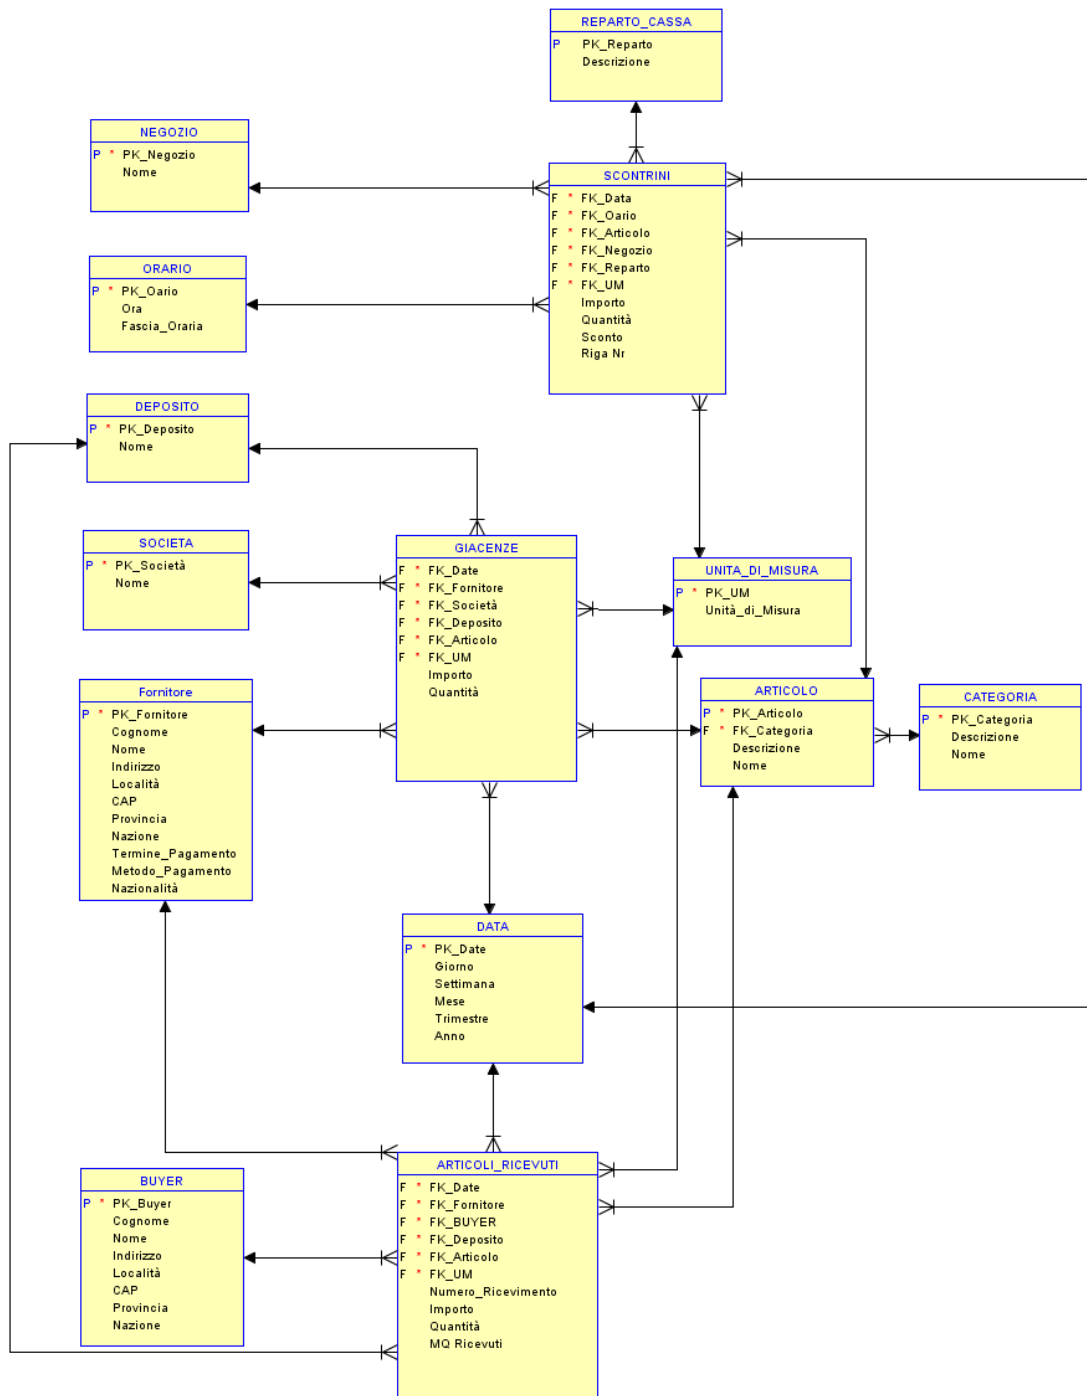 REPARTO_CASSA
P PK_Reparto
Descrizione
NEGOZIO
P * PK_Negozio
Nome
SCONTRINI
F * FK_Data
F * FK_Oario
F * FK_Articolo
F * FK_Negozio
F * FK_Reparto
F * FK_UM
Importo
Quantità
Sconto
Riga Nr
ORARIO
P * PK_Oario
Ora
Fascia_Oraria
DEPOSITO
P * PK_Deposito
Nome
SOCIETA
P * PK_Società
Nome
GIACENZE
F * FK_Date
F * FK_Fornitore
F * FK_Società
F * FK_Deposito
F * FK_Articolo
F * FK_UM
Importo
Quantità
UNITA_DI_MISURA
P * PK_UM
Unità_di_Misura
Fornitore
P * PK_Fornitore
Cognome
Nome
Indirizzo
Località
CAP
Provincia
Nazione
Termine_Pagamento
Metodo_Pagamento
Nazionalità
ARTICOLO
P * PK_Articolo
F * FK_Categoria
Descrizione
Nome
CATEGORIA
P * PK_Categoria
Descrizione
Nome
DATA
P * PK_Date
Giorno
Settimana
Mese
Trimestre
Anno
BUYER
P * PK_Buyer
Cognome
Nome
Indirizzo
Località
CAP
Provincia
Nazione
ARTICOLI_RICEVUTI
F * FK_Date
F * FK_Fornitore
F * FK_BUYER
F * FK_Deposito
F * FK_Articolo
F * FK_UM
Numero_Ricevimento
Importo
Quantità
MQ Ricevuti